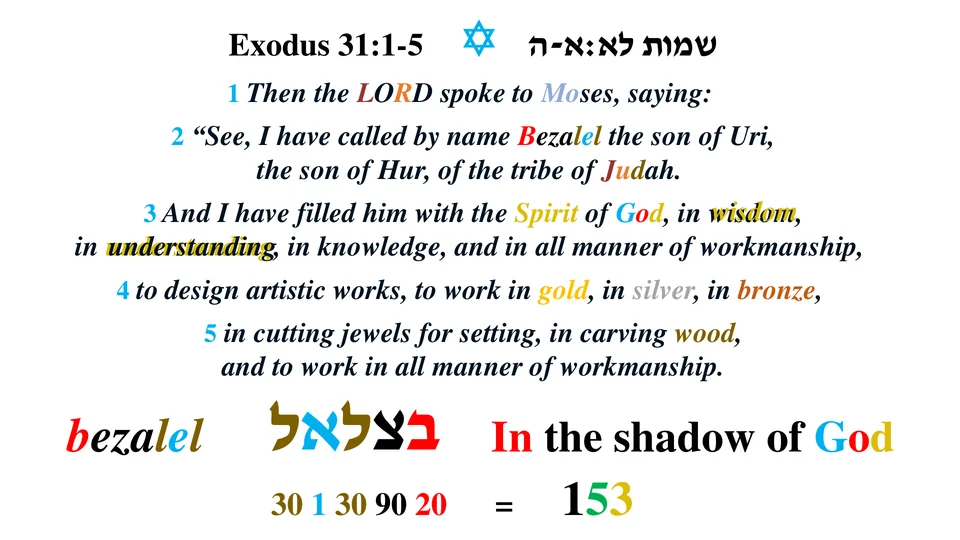 Exodus 31:1-5 ✡ שמות לא:א-ה
1 Then the LORD spoke to Moses, saying:
2 “See, I have called by name Bezalel the son of Uri,
the son of Hur, of the tribe of Judah.
3 And I have filled him with the Spirit of God, in wisdom,
in understanding, in knowledge, and in all manner of workmanship,
4 to design artistic works, to work in gold, in silver, in bronze,
5 in cutting jewels for setting, in carving wood,
and to work in all manner of workmanship.
bezalel בצלאל In the shadow of God
30 1 30 90 20 = 153